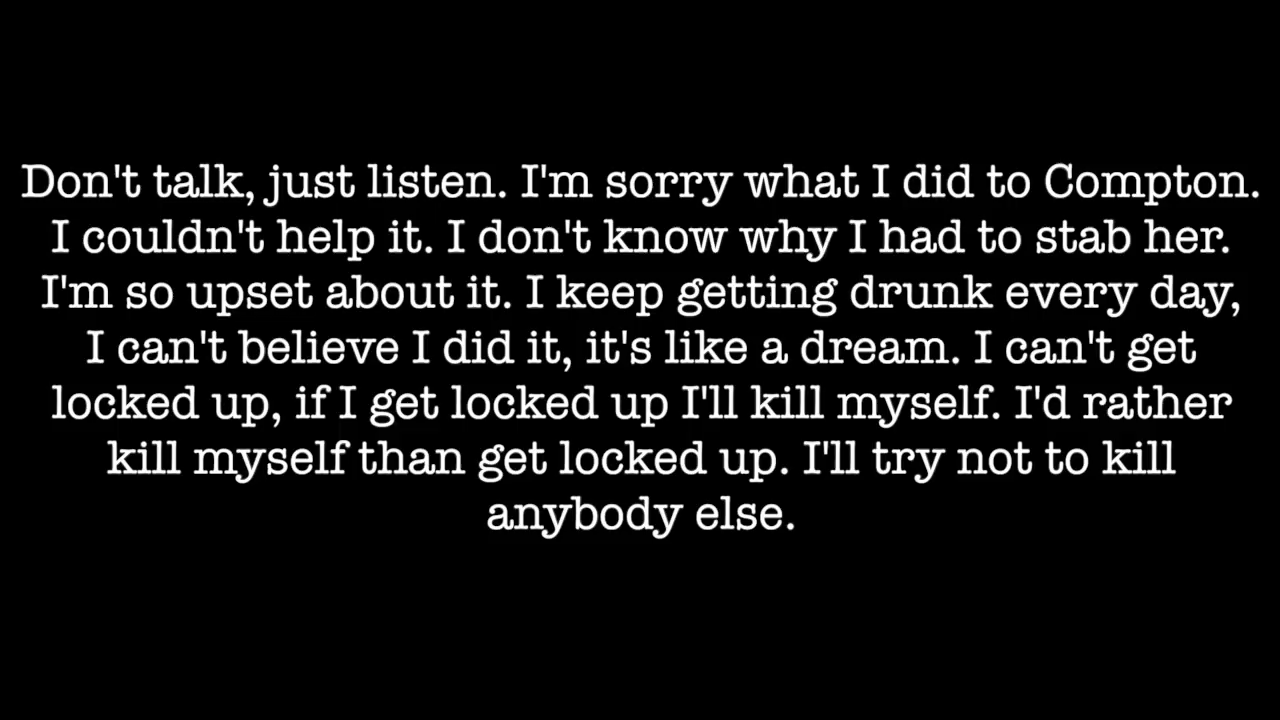 Don't talk, just listen. I'm sorry what I did to Compton.
I couldn't help it. I don't know why I had to stab her.
I'm so upset about it. I keep getting drunk every day,
I can't believe I did it, it's like a dream. I can't get
locked up, if I get locked up I'll kill myself. I'd rather
kill myself than get locked up. I'll try not to kill
anybody else.